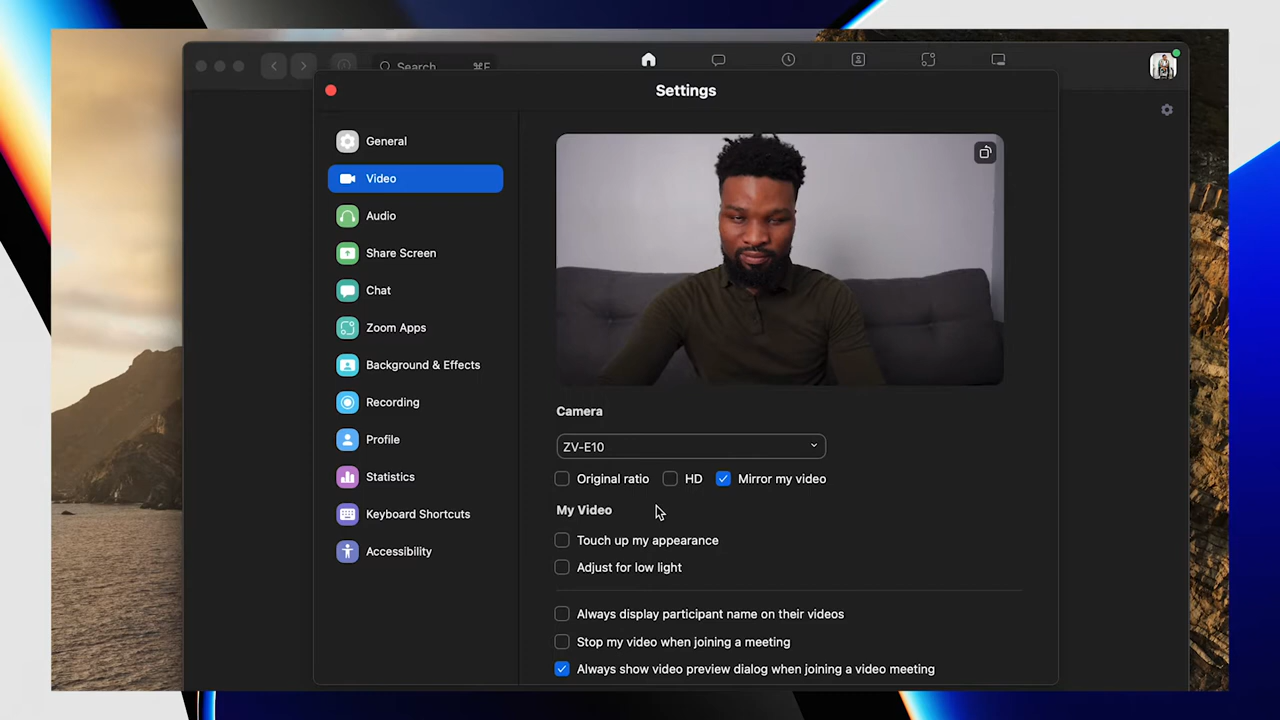 Search ⌘F
Settings
General
Video
Audio
Share Screen
Chat
Zoom Apps
Background & Effects
Recording
Profile
Statistics
Keyboard Shortcuts
Accessibility
Camera
ZV-E10
Original ratio HD Mirror my video
My Video
Touch up my appearance
Adjust for low light
Always display participant name on their videos
Stop my video when joining a meeting
Always show video preview dialog when joining a video meeting